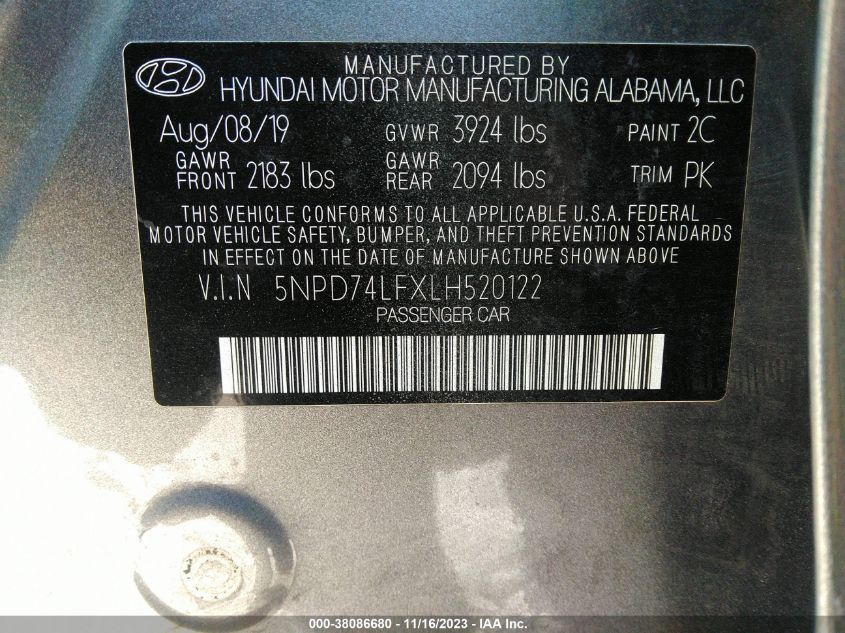 MANUFACTURED BY
HYUNDAI MOTOR MANUFACTURING ALABAMA, LLC
Aug/08/19 GVWR 3924 lbs PAINT 2C
GAWR FRONT 2183 lbs GAWR REAR 2094 lbs TRIM PK
THIS VEHICLE CONFORMS TO ALL APPLICABLE U.S.A. FEDERAL
MOTOR VEHICLE SAFETY, BUMPER, AND THEFT PREVENTION STANDARDS
IN EFFECT ON THE DATE OF MANUFACTURE SHOWN ABOVE.
V.I.N 5NPD74LFXLH520122
PASSENGER CAR
000-38086680 - 11/16/2023 - IAA Inc.